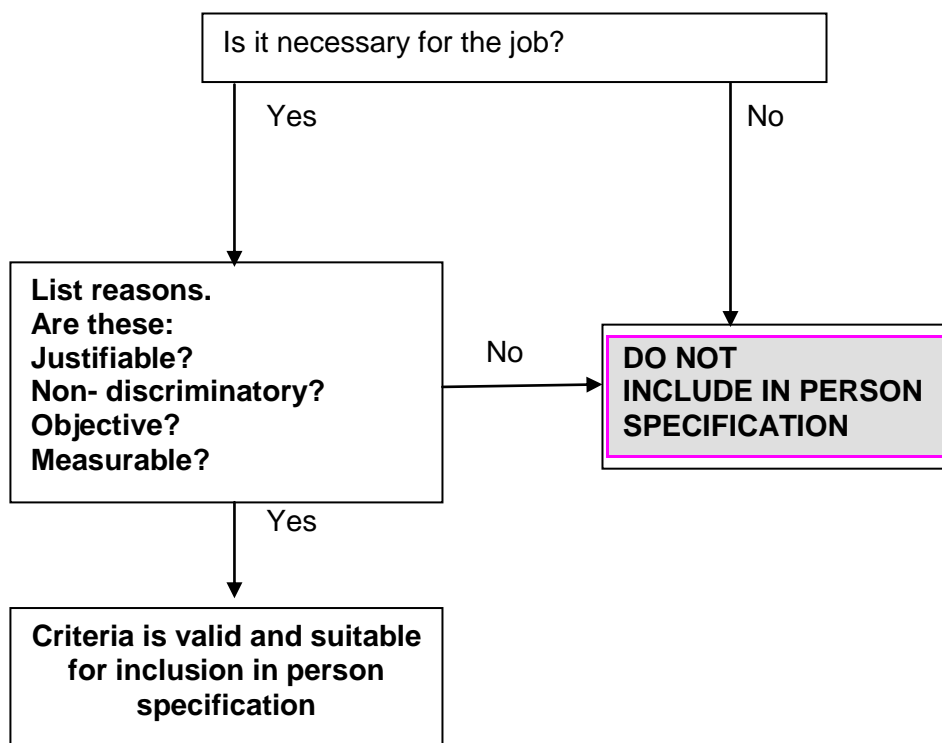 Is it necessary for the job?
Yes
No
List reasons.
Are these:
Justifiable?
Non- discriminatory?
Objective?
Measurable?
No
DO NOT
INCLUDE IN PERSON
SPECIFICATION
Yes
Criteria is valid and suitable
for inclusion in person
specification